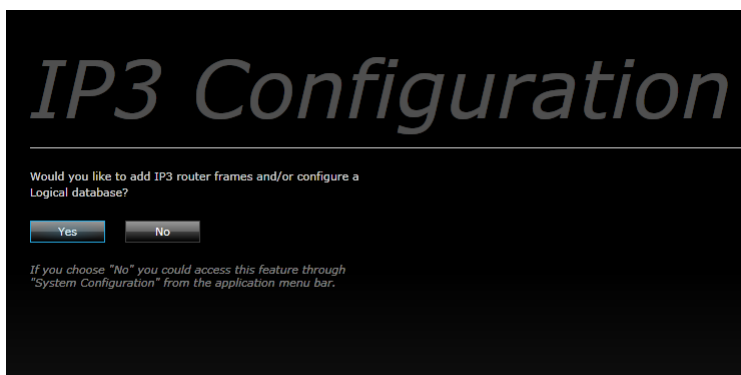 IP3 Configuration
Would you like to add IP3 router frames and/or configure a
Logical database?
Yes No
If you choose "No" you could access this feature through
"System Configuration" from the application menu bar.